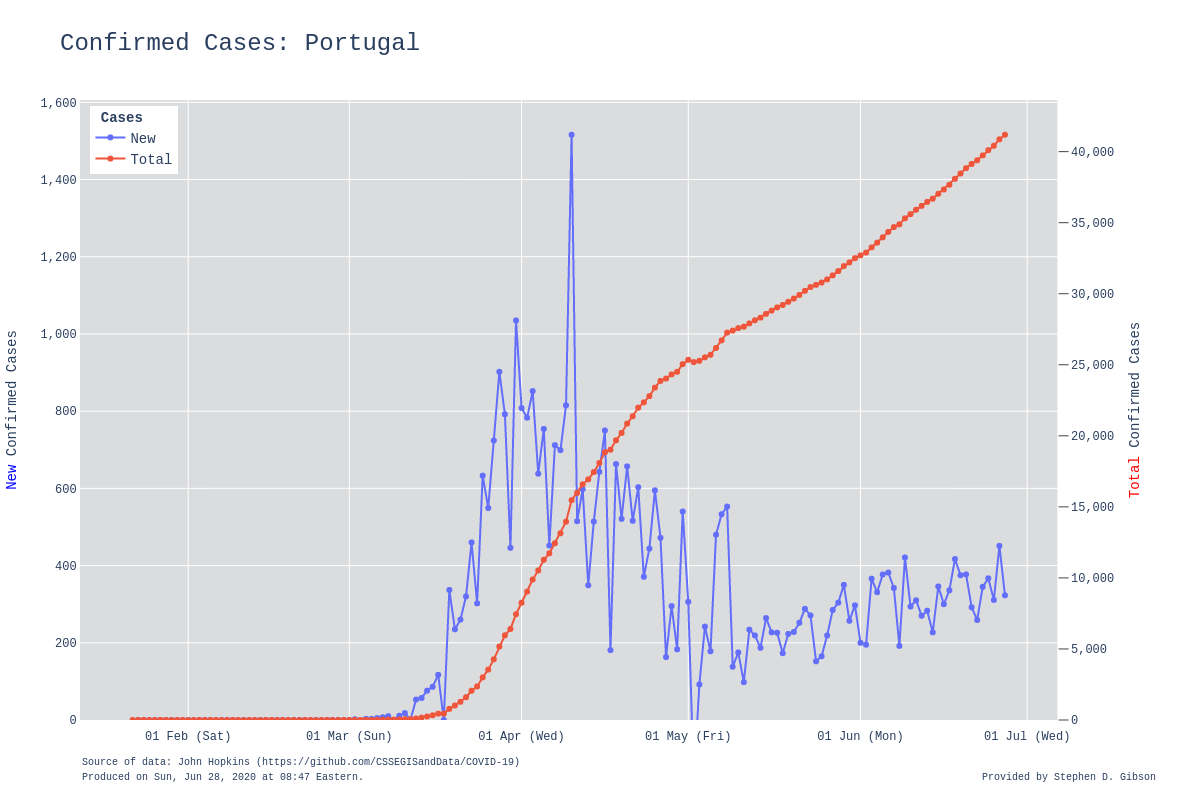 Confirmed Cases: Portugal
Cases
New
Total
1,600
1,400
1,200
1,000
800
600
400
200
0
New Confirmed Cases
40,000
35,000
30,000
25,000
20,000
15,000
10,000
5,000
0
Total Confirmed Cases
01 Feb (Sat) 01 Mar (Sun) 01 Apr (Wed) 01 May (Fri) 01 Jun (Mon) 01 Jul (Wed)
Source of data: John Hopkins (https://github.com/CSSEGISandData/COVID-19)
Produced on Sun, Jun 28, 2020 at 08:47 Eastern.
Provided by Stephen D. Gibson